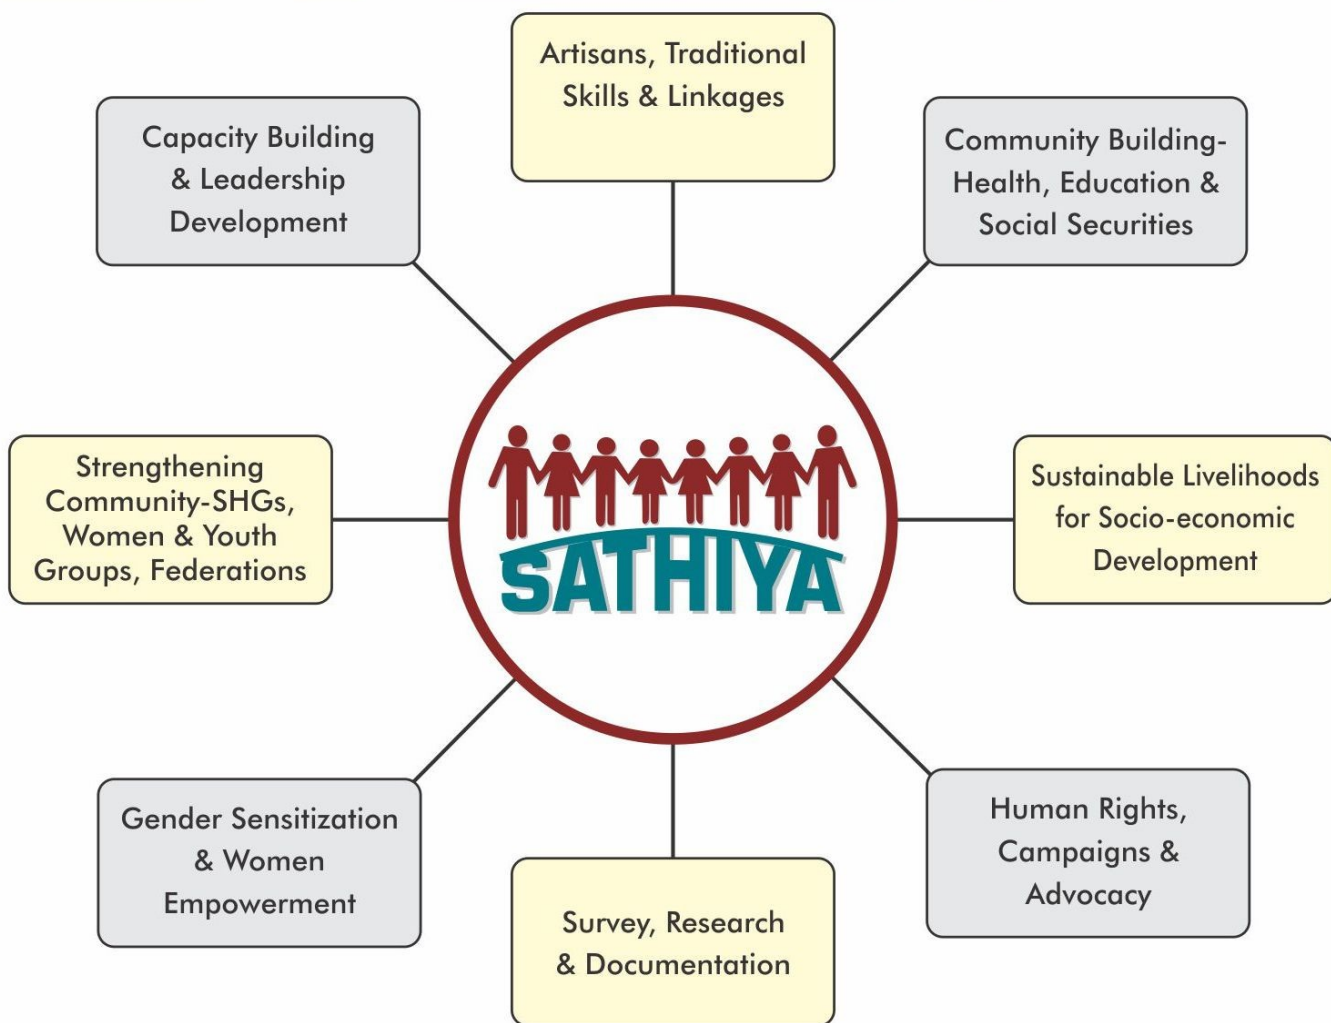 Artisans, Traditional
Skills & Linkages
Community Building-
Health, Education &
Social Securities
Sustainable Livelihoods
for Socio-economic
Development
Human Rights,
Campaigns &
Advocacy
Survey, Research
& Documentation
Gender Sensitization
& Women
Empowerment
Strengthening
Community-SHGs,
Women & Youth
Groups, Federations
Capacity Building
& Leadership
Development
SATHIYA